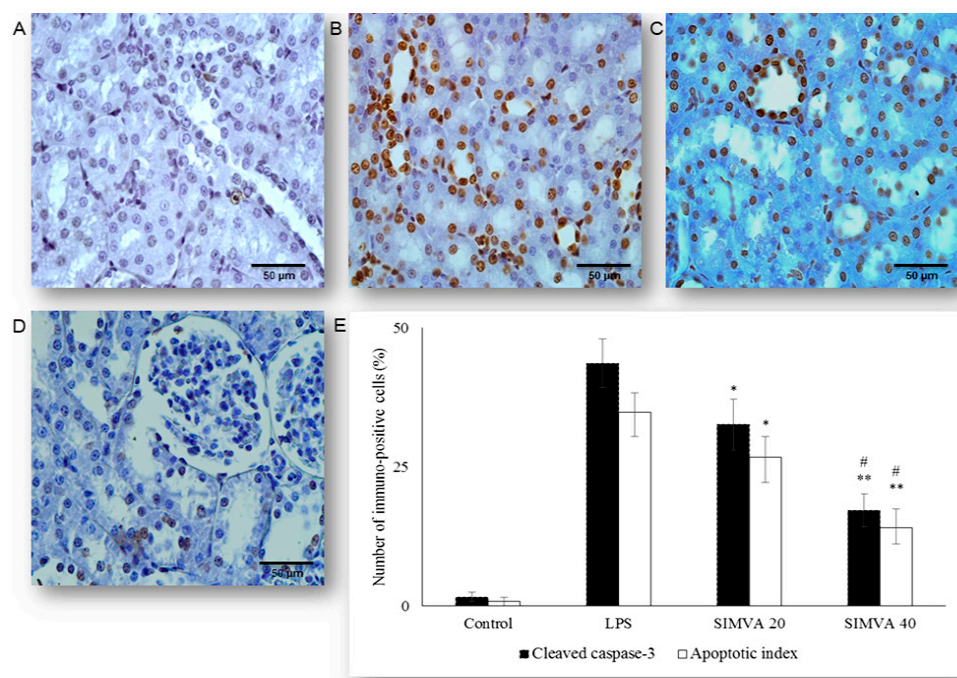 A
B
C
50 µm
50 µm
50 µm
D
50 µm
E
Number of immuno-positive cells (%)
50
25
0
*
*
#
**
#
**
Control
LPS
SIMVA 20
SIMVA 40
Cleaved caspase-3
Apoptotic index